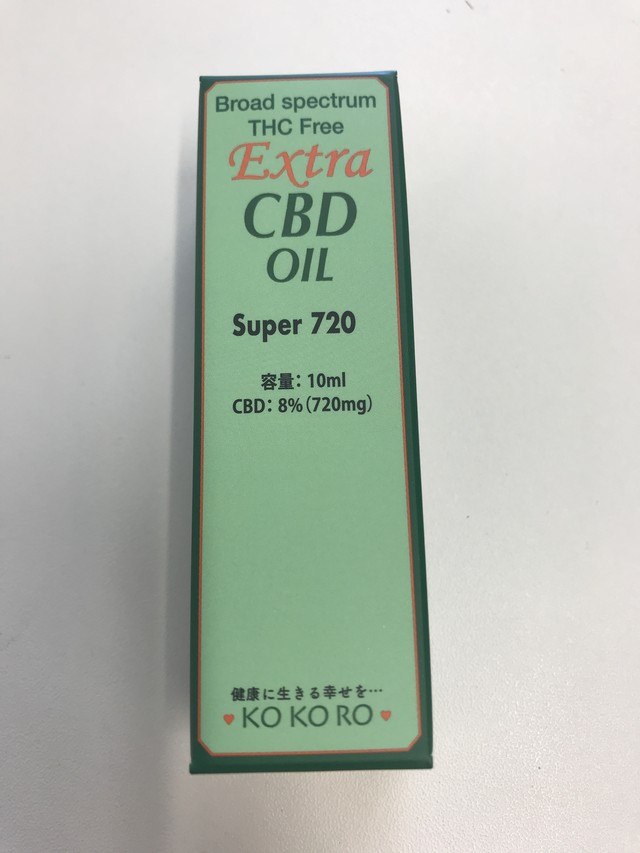 Broad spectrum
THC Free
Extra
CBD
OIL
Super 720
容量：10ml
CBD：8%（720mg）
健康に生きる幸せを…
♥KO KO RO♥